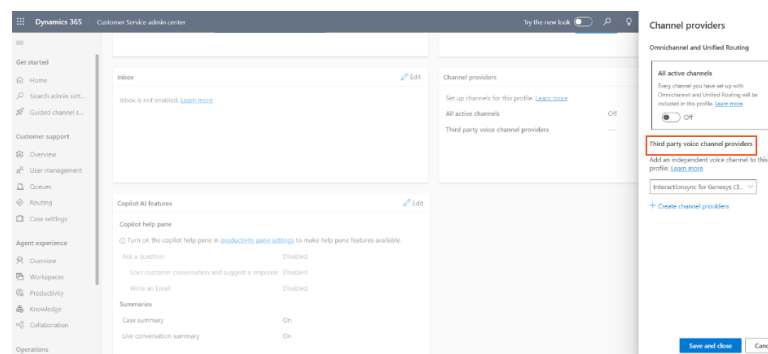 Dynamics 365
Customer Service admin center
Try the new look
Get started
Home
Search admin sett...
Guided channel s...
Customer support
Overview
User management
Queues
Routing
Case settings
Agent experience
Overview
Workspaces
Productivity
Knowledge
Collaboration
Operations
Inbox
Edit
Inbox is not enabled. Learn more
Channel providers
Set up channels for this profile. Learn more
All active channels Off
Third party voice channel providers ---
Copilot AI features
Edit
Copilot help pane
Turn on the copilot help pane in productivity pane settings to make help pane features available.
Ask a question Disabled
Scan customer conversation and suggest a response Disabled
Write an Email Disabled
Summaries
Case summary On
Live conversation summary On
Channel providers
Omnichannel and Unified Routing
All active channels
Every channel you have set up with
Omnichannel and Unified Routing will be
included in this profile. Learn more
Off
Third party voice channel providers
Add an independent voice channel to this
profile. Learn more
Interactionsync for Genesys Cl...
+ Create channel providers
Save and close
Canc